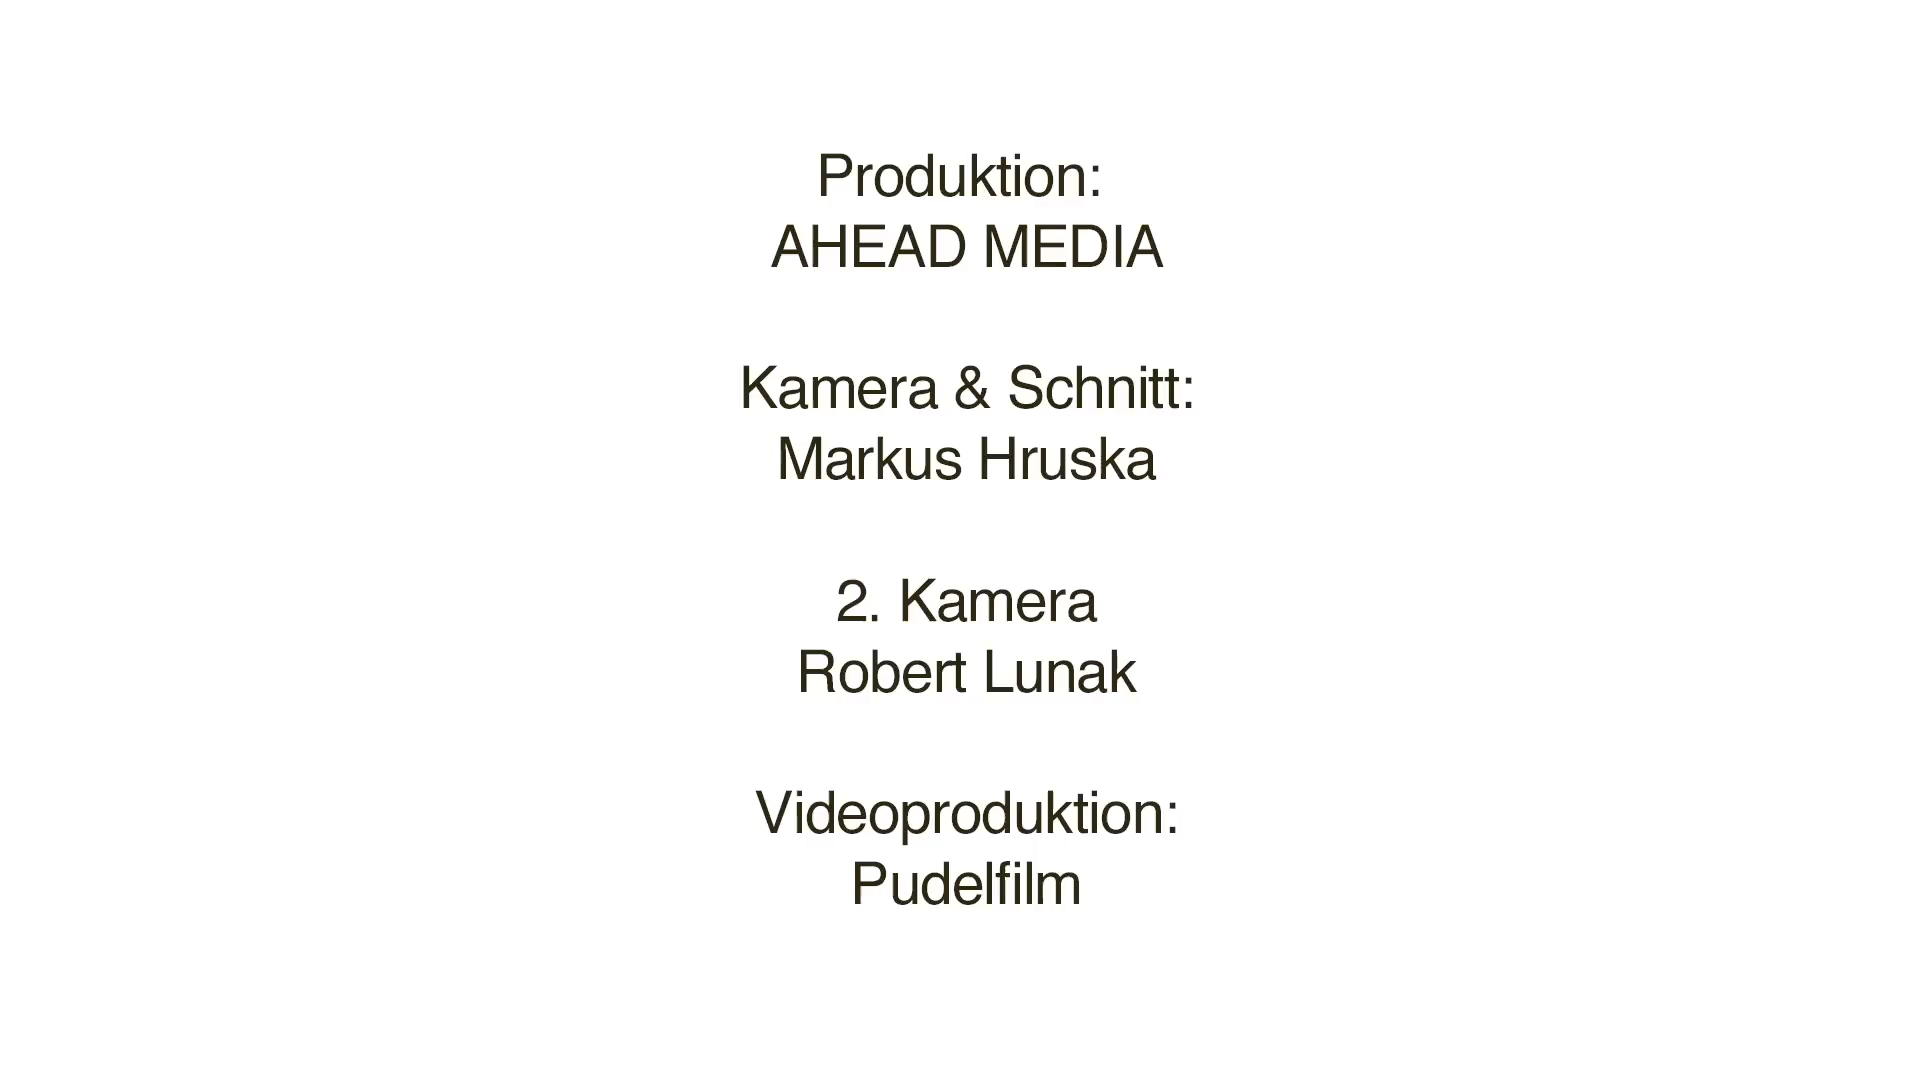 Produktion:
AHEAD MEDIA
Kamera & Schnitt:
Markus Hruska
2. Kamera
Robert Lunak
Videoproduktion:
Pudelfilm